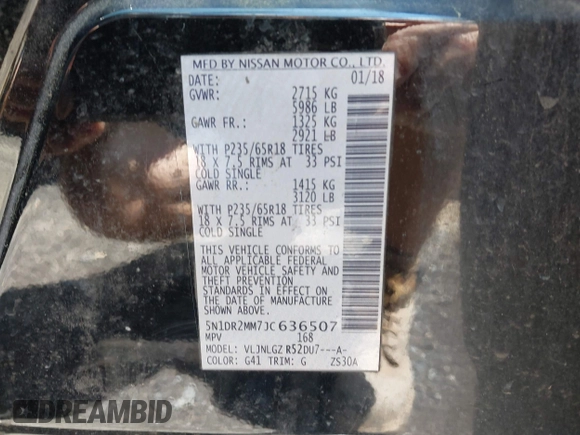 MFD BY NISSAN MOTOR CO., LTD.
DATE: 01/18
GVWR: 2715 KG
5986 LB
GAWR FR.: 1325 KG
2921 LB
WITH P235/65R18 TIRES
18 X 7.5 RIMS AT 33 PSI
COLD SINGLE
GAWR RR.: 1415 KG
3120 LB
WITH P235/65R18 TIRES
18 X 7.5 RIMS AT 33 PSI
COLD SINGLE
THIS VEHICLE CONFORMS TO
ALL APPLICABLE FEDERAL
MOTOR VEHICLE SAFETY AND
THEFT PREVENTION
STANDARDS IN EFFECT ON
THE DATE OF MANUFACTURE
SHOWN ABOVE.
5N1DR2MM7JC636507
MPV 168
MODEL: VLJNLGZ R52DU7---A-
COLOR: G41 TRIM: G ZS30A
DREAMBID